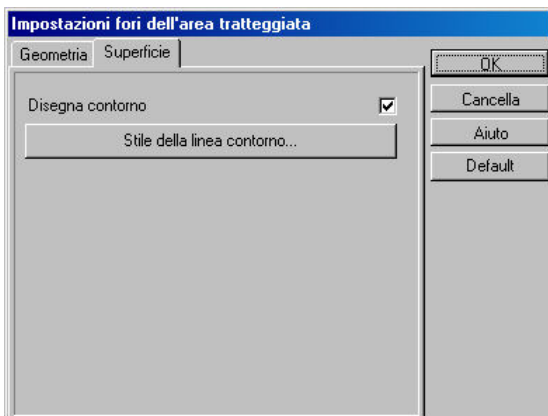 Impostazioni fori dell'area tratteggiata
Geometria Superficie
OK
Disegna contorno
Cancella
Stile della linea contorno...
Aiuto
Default